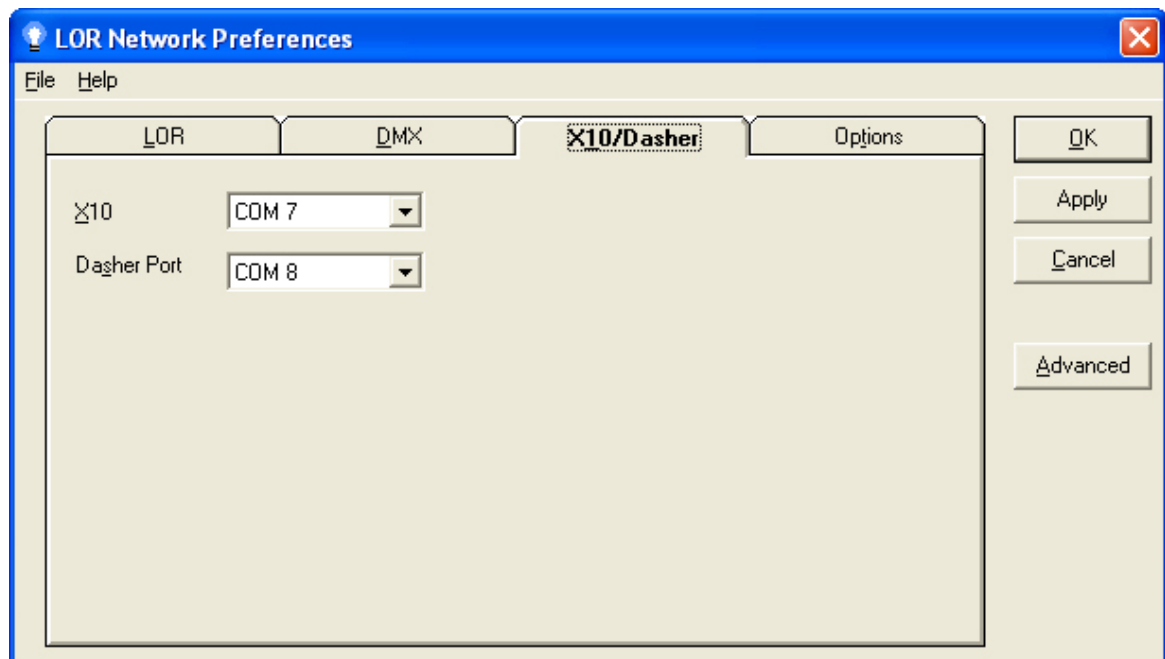 LOR Network Preferences
File Help
LOR DMX X10/Dasher Options
X10 COM 7
Dasher Port COM 8
OK
Apply
Cancel
Advanced